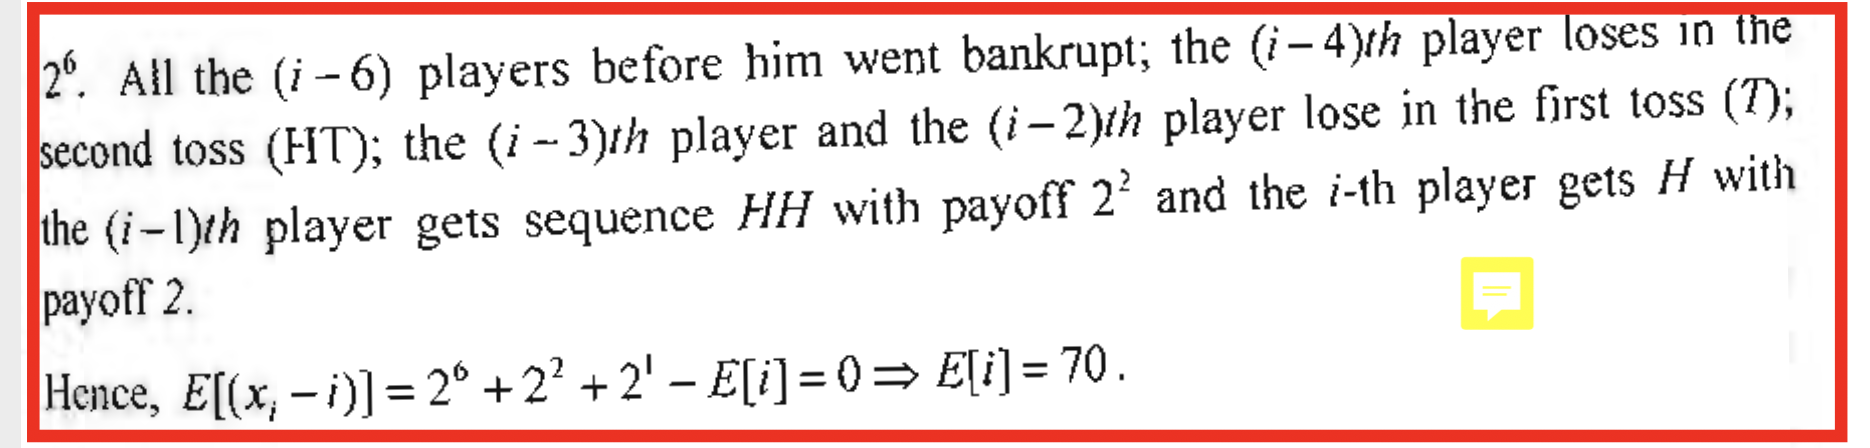 2⁶. All the (i – 6) players before him went bankrupt; the (i – 4)th player loses in the
second toss (HT); the (i – 3)th player and the (i – 2)th player lose in the first toss (T);
the (i – 1)th player gets sequence HH with payoff 2² and the i-th player gets H with
payoff 2.
Hence, E[(xᵢ – i)] = 2⁶ + 2² + 2¹ – E[i] = 0 ⇒ E[i] = 70.